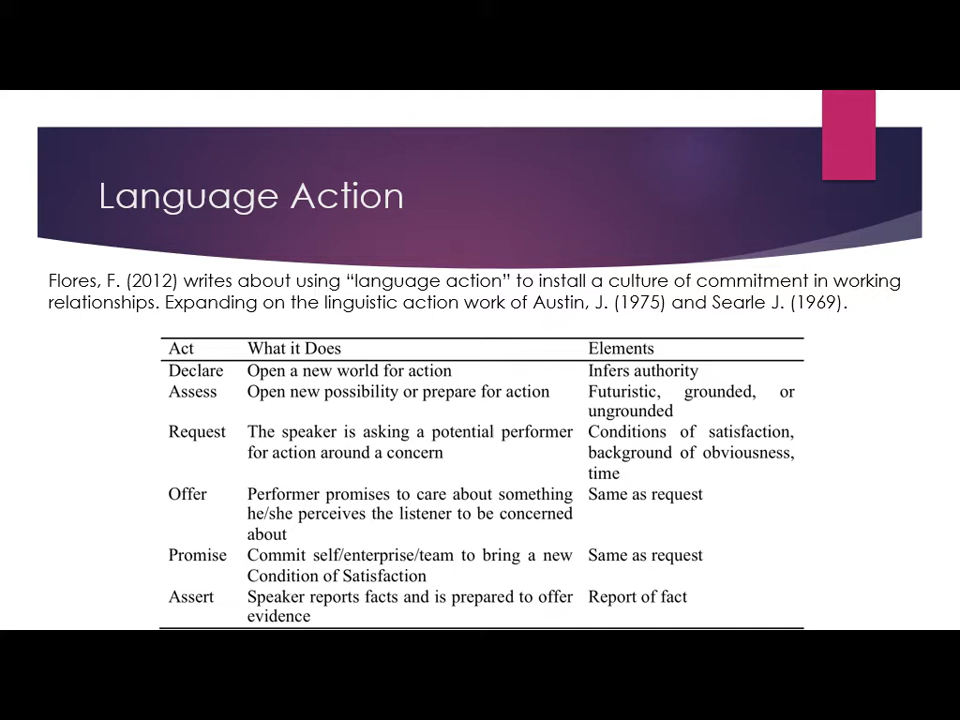 Language Action
Flores, F. (2012) writes about using “language action” to install a culture of commitment in working
relationships. Expanding on the linguistic action work of Austin, J. (1975) and Searle J. (1969).
Act What it Does Elements
Declare Open a new world for action Infers authority
Assess Open new possibility or prepare for action Futuristic, grounded, or
ungrounded
Request The speaker is asking a potential performer Conditions of satisfaction,
for action around a concern background of obviousness,
time
Offer Performer promises to care about something Same as request
he/she perceives the listener to be concerned
about
Promise Commit self/enterprise/team to bring a new Same as request
Condition of Satisfaction
Assert Speaker reports facts and is prepared to offer Report of fact
evidence